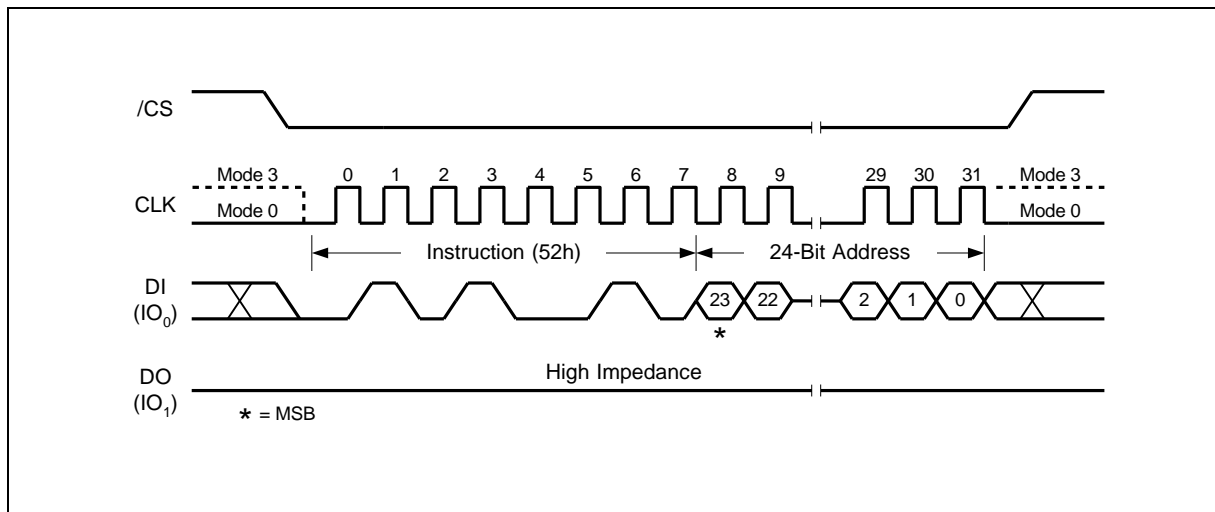 /CS
Mode 3
0 1 2 3 4 5 6 7 8 9 29 30 31
Mode 3
CLK
Mode 0
Mode 0
Instruction (52h)
24-Bit Address
DI
(IO0)
23 22 2 1 0
*
DO
(IO1)
High Impedance
* = MSB